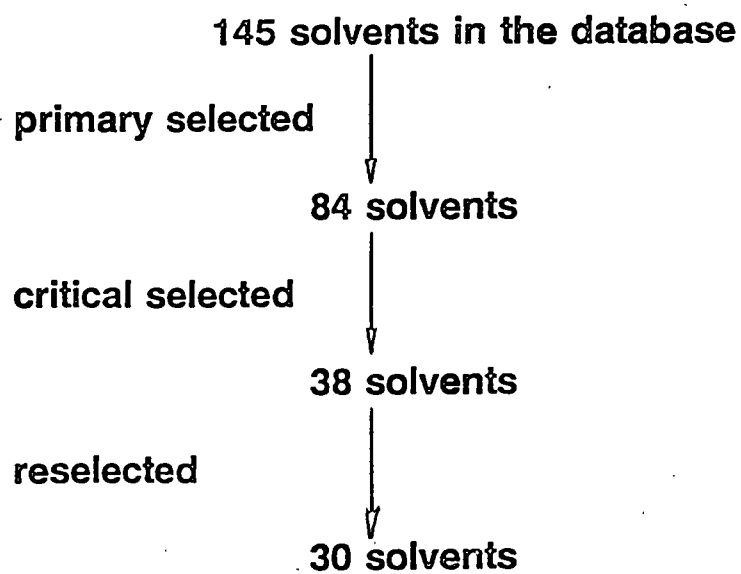 145 solvents in the database
primary selected
84 solvents
critical selected
38 solvents
reselected
30 solvents